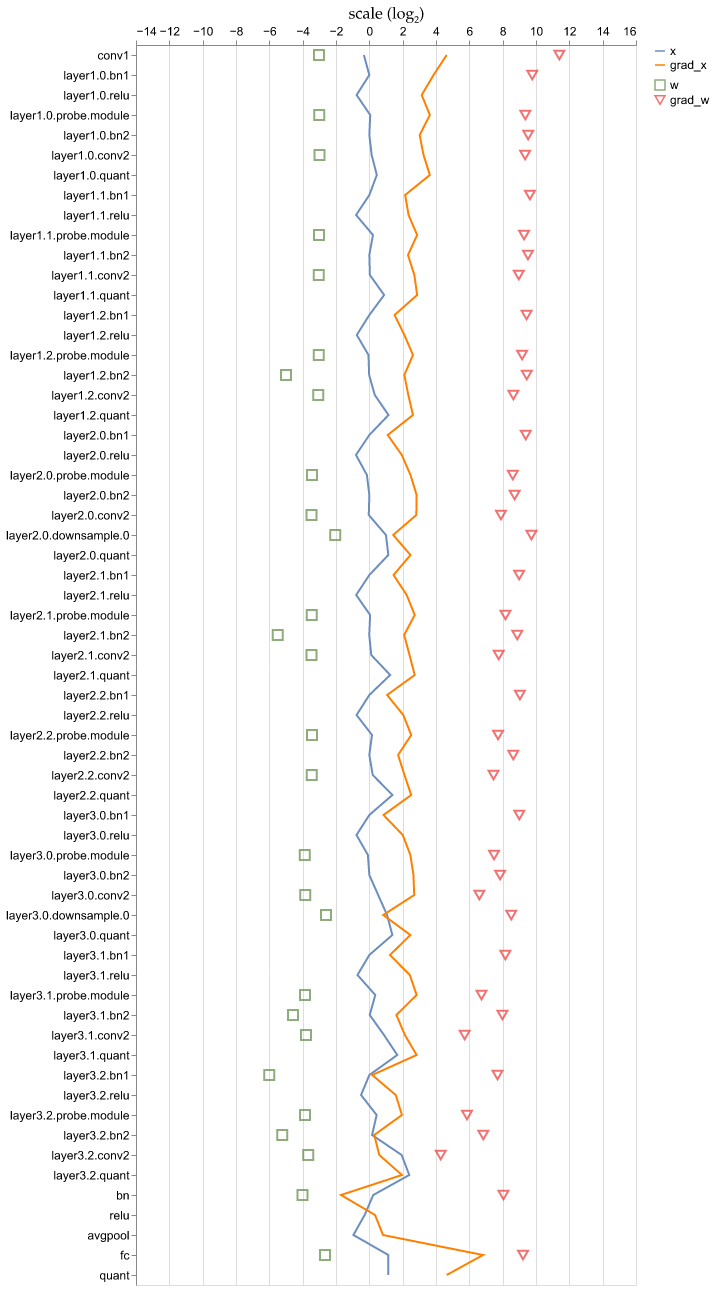 scale (log₂)
−14 −12 −10 −8 −6 −4 −2 0 2 4 6 8 10 12 14 16
x
grad_x
w
grad_w
conv1
layer1.0.bn1
layer1.0.relu
layer1.0.probe.module
layer1.0.bn2
layer1.0.conv2
layer1.0.quant
layer1.1.bn1
layer1.1.relu
layer1.1.probe.module
layer1.1.bn2
layer1.1.conv2
layer1.1.quant
layer1.2.bn1
layer1.2.relu
layer1.2.probe.module
layer1.2.bn2
layer1.2.conv2
layer1.2.quant
layer2.0.bn1
layer2.0.relu
layer2.0.probe.module
layer2.0.bn2
layer2.0.conv2
layer2.0.downsample.0
layer2.0.quant
layer2.1.bn1
layer2.1.relu
layer2.1.probe.module
layer2.1.bn2
layer2.1.conv2
layer2.1.quant
layer2.2.bn1
layer2.2.relu
layer2.2.probe.module
layer2.2.bn2
layer2.2.conv2
layer2.2.quant
layer3.0.bn1
layer3.0.relu
layer3.0.probe.module
layer3.0.bn2
layer3.0.conv2
layer3.0.downsample.0
layer3.0.quant
layer3.1.bn1
layer3.1.relu
layer3.1.probe.module
layer3.1.bn2
layer3.1.conv2
layer3.1.quant
layer3.2.bn1
layer3.2.relu
layer3.2.probe.module
layer3.2.bn2
layer3.2.conv2
layer3.2.quant
bn
relu
avgpool
fc
quant